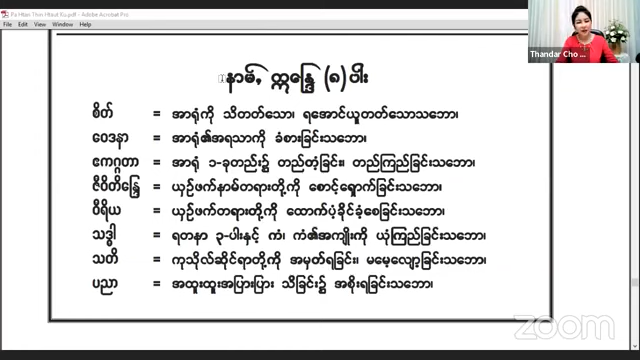 Pa Htan Thin Htaut Ku.pdf - Adobe Acrobat Pro
File Edit View Window Help
နာမ်, ဣန္ဒြေ (၈) ပါး
စိတ် = အာရုံကို သိတတ်သော၊ ရအောင်ယူတတ်သောသဘော၊
ဝေဒနာ = အာရုံ၏အရသာကို ခံစားခြင်းသဘော၊
ဧကဂ္ဂတာ = အာရုံ ၁-ခုတည်း၌ တည်တံ့ခြင်း၊ တည်ကြည်ခြင်းသဘော၊
ဇီဝိတိန္ဒြေ = ယှဉ်ဖက်နာမ်တရားတို့ကို စောင့်ရှောက်ခြင်းသဘော၊
ဝီရိယ = ယှဉ်ဖက်တရားတို့ကို ထောက်ပံ့ခိုင်ခံ့စေခြင်းသဘော၊
သဒ္ဓါ = ရတနာ ၃-ပါးနှင့် ကံ၊ ကံ၏အကျိုးကို ယုံကြည်ခြင်းသဘော၊
သတိ = ကုသိုလ်ဆိုင်ရာတို့ကို အမှတ်ရခြင်း၊ မမေ့လျော့ခြင်းသဘော၊
ပညာ = အထူးထူးအပြားပြား သိခြင်း၌ အစိုးရခြင်းသဘော၊
Thandar Cho ...
zoom